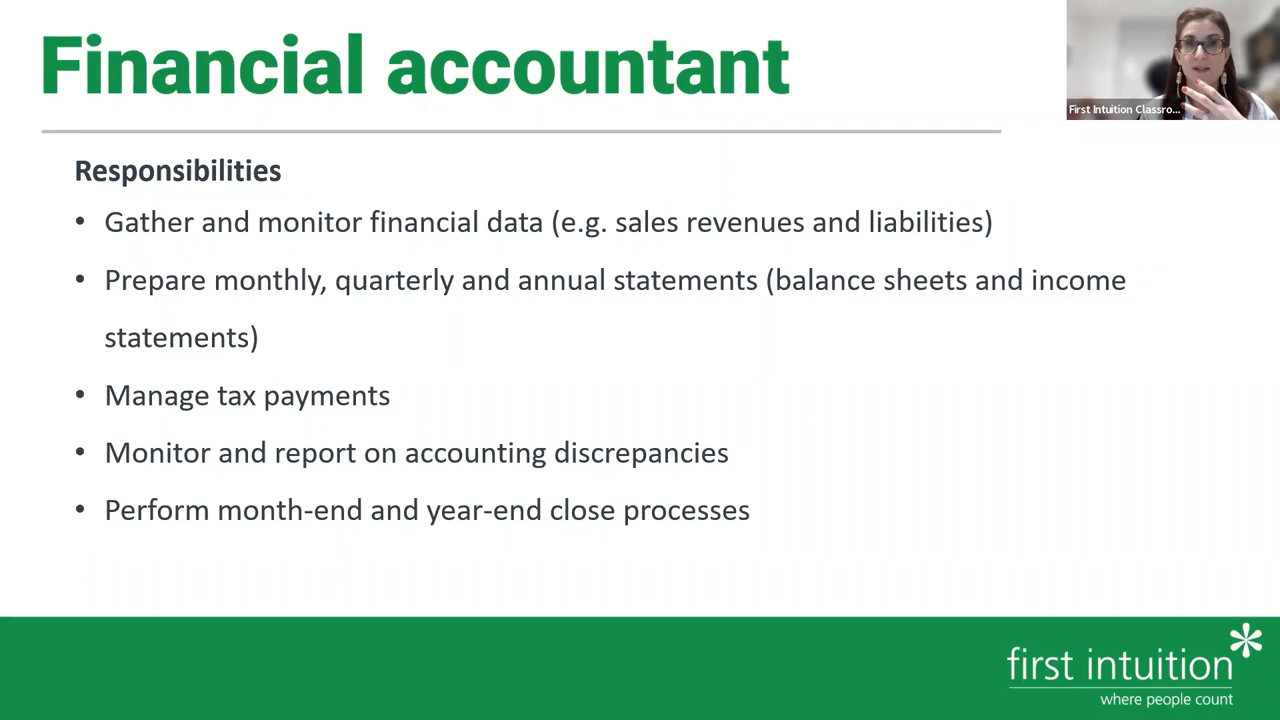 Financial accountant
First Intuition Classro...
Responsibilities
• Gather and monitor financial data (e.g. sales revenues and liabilities)
• Prepare monthly, quarterly and annual statements (balance sheets and income
statements)
• Manage tax payments
• Monitor and report on accounting discrepancies
• Perform month-end and year-end close processes
first intuition
where people count